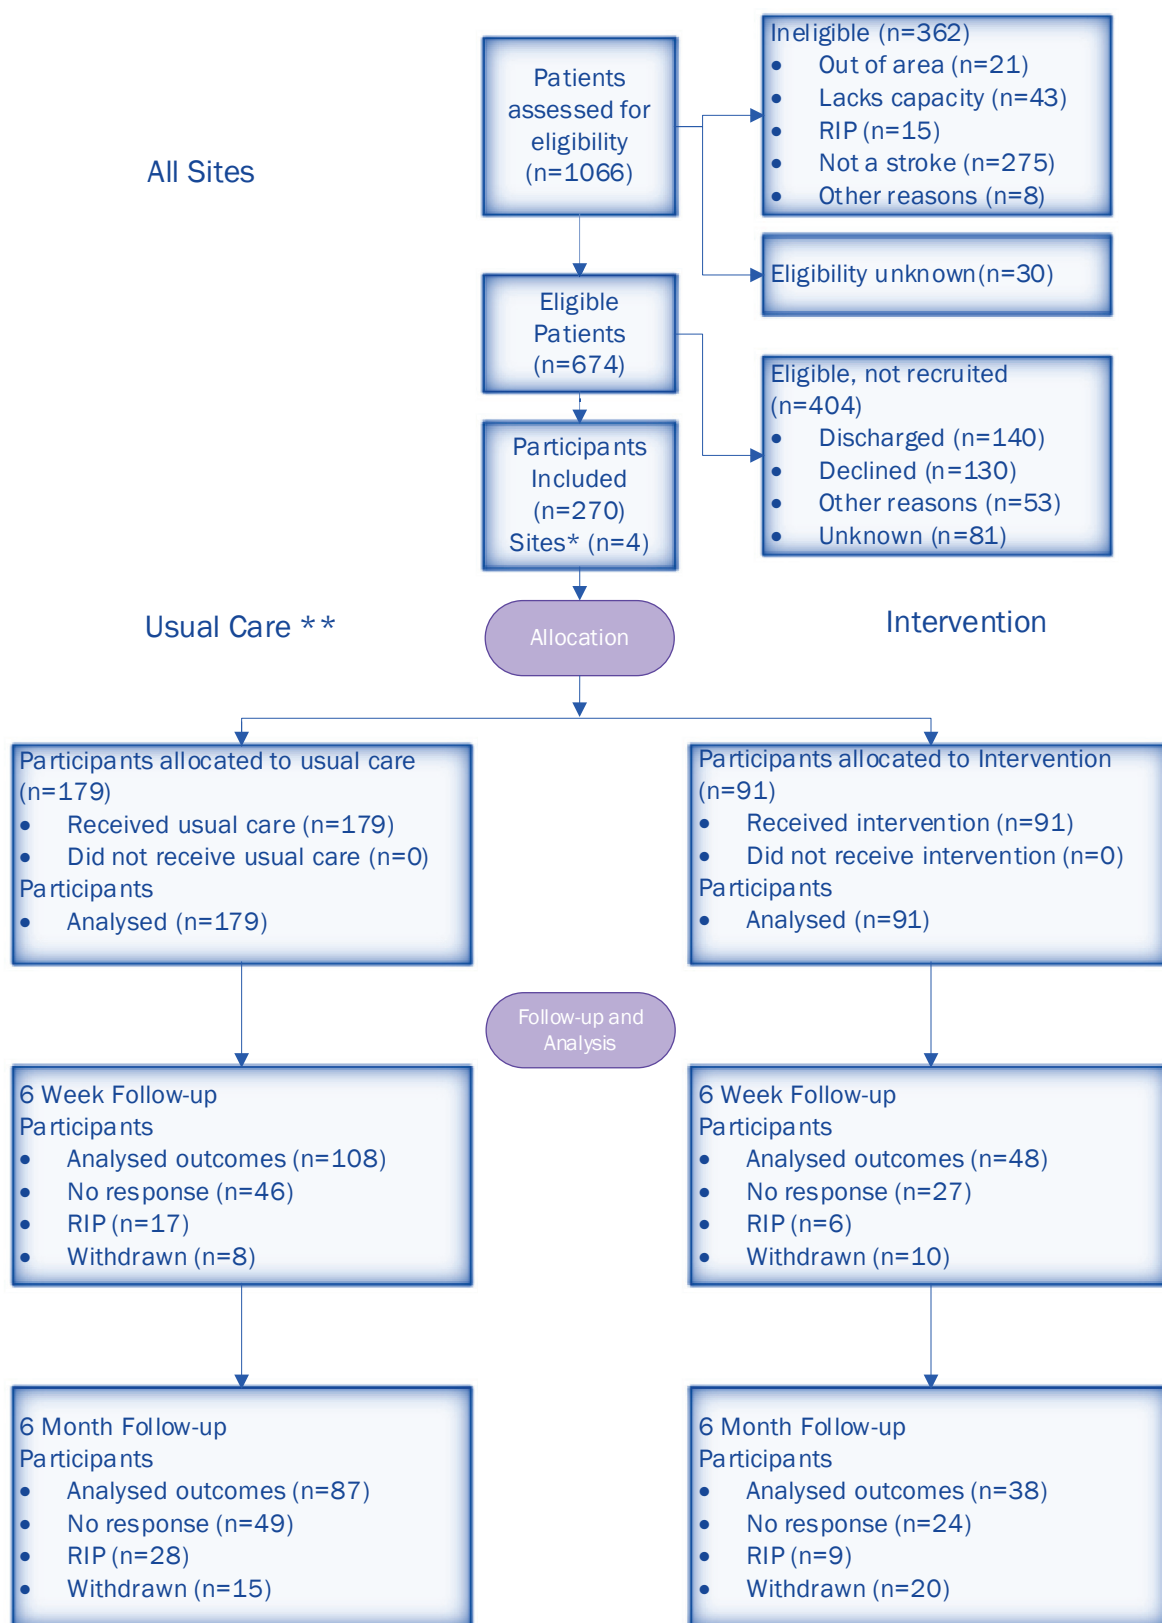 Patients
assessed for
eligibility
(n=1066)
Ineligible (n=362)
• Out of area (n=21)
• Lacks capacity (n=43)
• RIP (n=15)
• Not a stroke (n=275)
• Other reasons (n=8)
All Sites
Eligibility unknown(n=30)
Eligible
Patients
(n=674)
Eligible, not recruited
(n=404)
• Discharged (n=140)
• Declined (n=130)
• Other reasons (n=53)
• Unknown (n=81)
Participants
Included
(n=270)
Sites* (n=4)
Usual Care **
Allocation
Intervention
Participants allocated to usual care
(n=179)
• Received usual care (n=179)
• Did not receive usual care (n=0)
Participants
• Analysed (n=179)
Participants allocated to Intervention
(n=91)
• Received intervention (n=91)
• Did not receive intervention (n=0)
Participants
• Analysed (n=91)
Follow-up and
Analysis
6 Week Follow-up
Participants
• Analysed outcomes (n=108)
• No response (n=46)
• RIP (n=17)
• Withdrawn (n=8)
6 Week Follow-up
Participants
• Analysed outcomes (n=48)
• No response (n=27)
• RIP (n=6)
• Withdrawn (n=10)
6 Month Follow-up
Participants
• Analysed outcomes (n=87)
• No response (n=49)
• RIP (n=28)
• Withdrawn (n=15)
6 Month Follow-up
Participants
• Analysed outcomes (n=38)
• No response (n=24)
• RIP (n=9)
• Withdrawn (n=20)